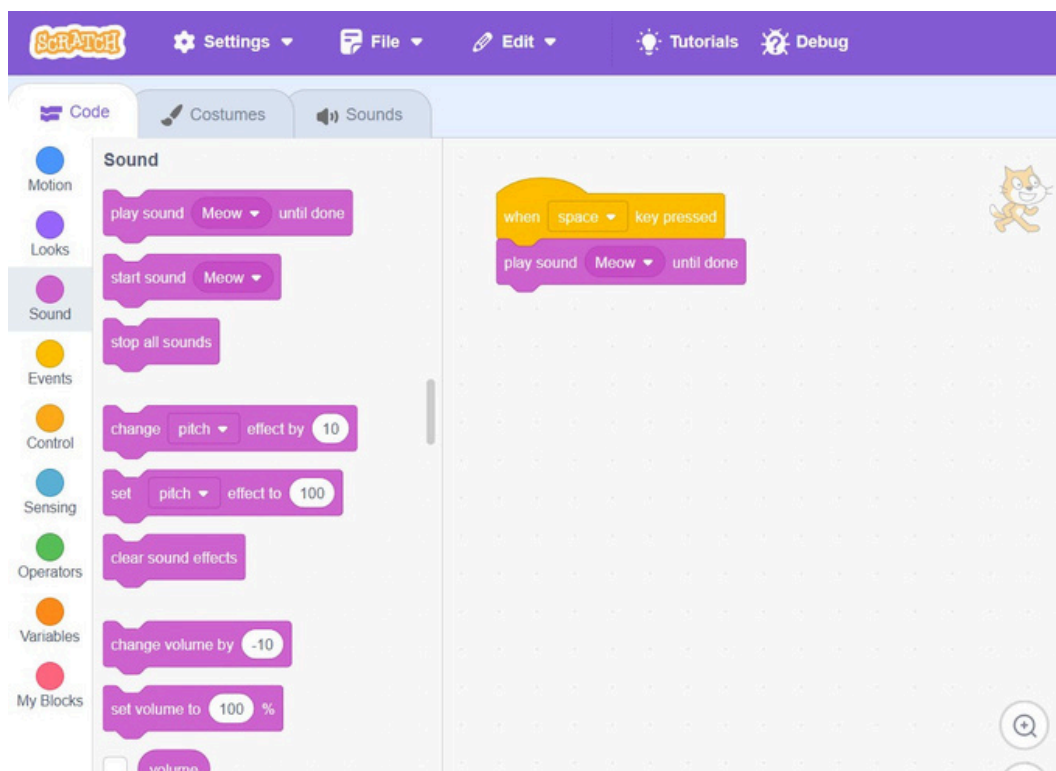 SCRATCH Settings File Edit Tutorials Debug
Code Costumes Sounds
Motion
Looks
Sound
Events
Control
Sensing
Operators
Variables
My Blocks
Sound
play sound Meow until done
start sound Meow
stop all sounds
change pitch effect by 10
set pitch effect to 100
clear sound effects
change volume by -10
set volume to 100 %
volume
when space key pressed
play sound Meow until done